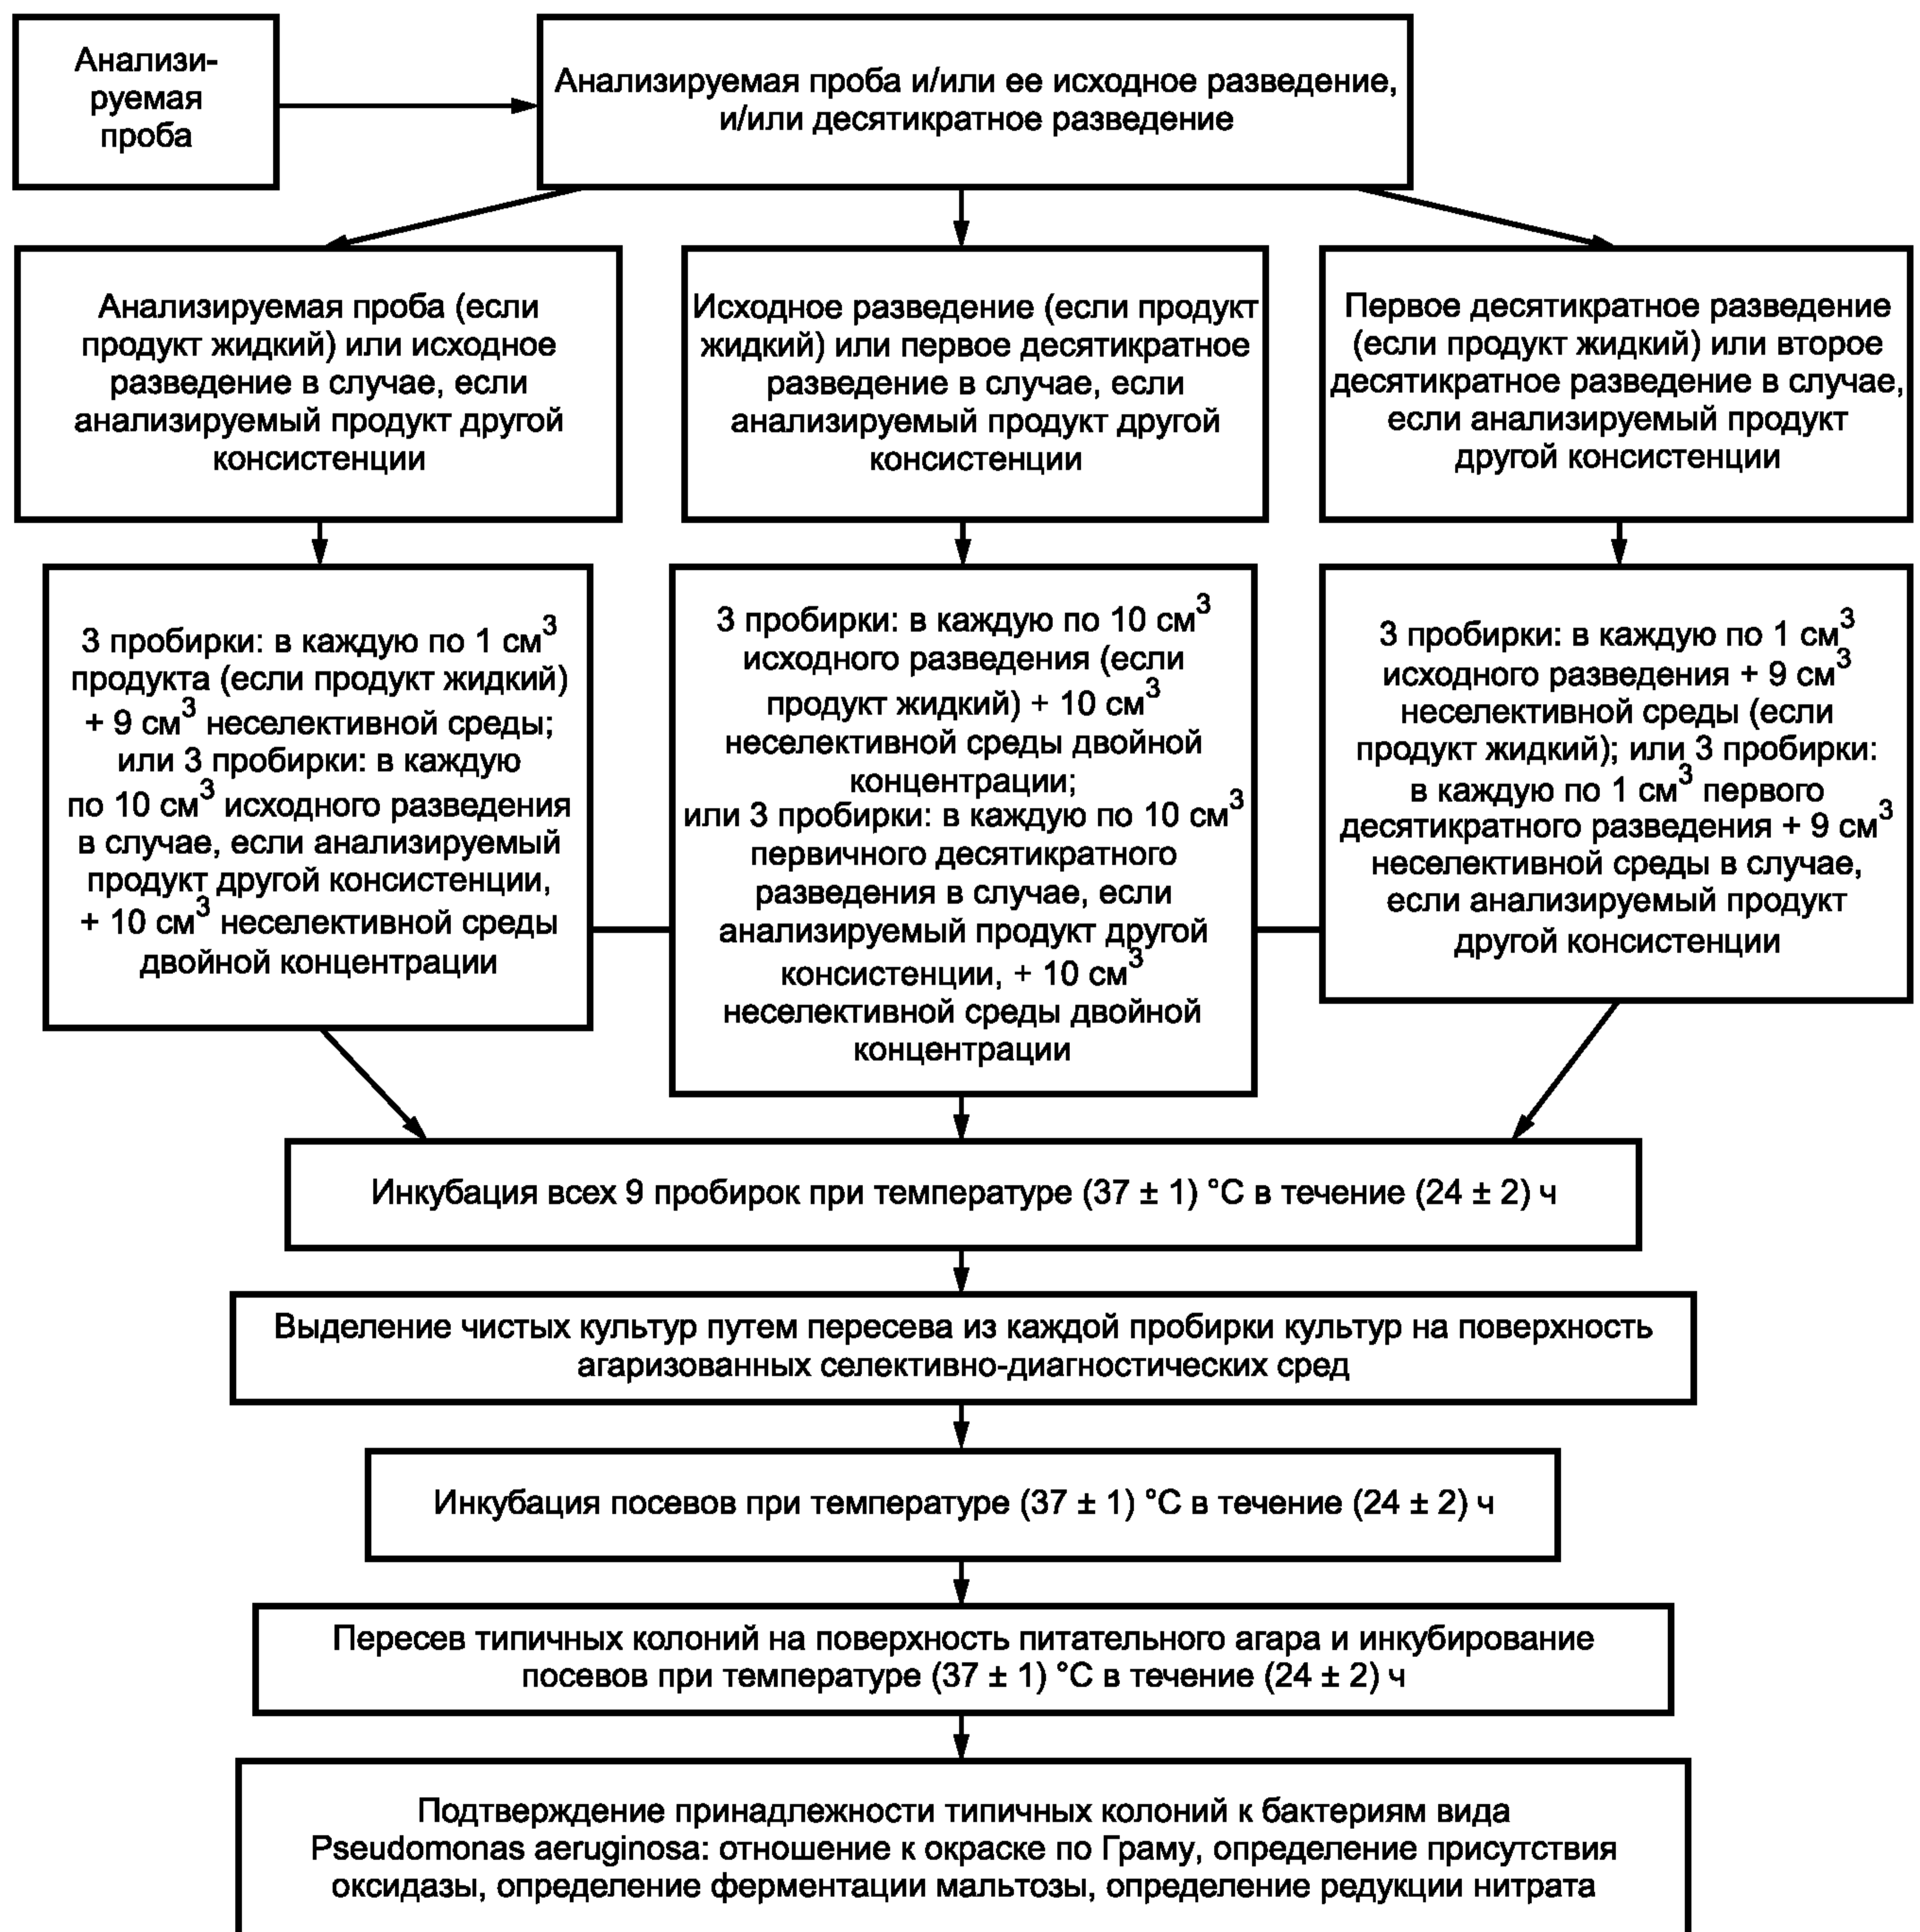 Анализи-
руемая
проба
Анализируемая проба и/или ее исходное разведение,
и/или десятикратное разведение
Анализируемая проба (если
продукт жидкий) или исходное
разведение в случае, если
анализируемый продукт другой
консистенции
Исходное разведение (если продукт
жидкий) или первое десятикратное
разведение в случае, если
анализируемый продукт другой
консистенции
Первое десятикратное разведение
(если продукт жидкий) или второе
десятикратное разведение в случае,
если анализируемый продукт
другой консистенции
3 пробирки: в каждую по 1 см³
продукта (если продукт жидкий)
+ 9 см³ неселективной среды;
или 3 пробирки: в каждую
по 10 см³ исходного разведения
в случае, если анализируемый
продукт другой консистенции,
+ 10 см³ неселективной среды
двойной концентрации
3 пробирки: в каждую по 10 см³
исходного разведения (если
продукт жидкий) + 10 см³
неселективной среды двойной
концентрации;
или 3 пробирки: в каждую по 10 см³
первичного десятикратного
разведения в случае, если
анализируемый продукт другой
консистенции, + 10 см³
неселективной среды двойной
концентрации
3 пробирки: в каждую по 1 см³
исходного разведения + 9 см³
неселективной среды (если
продукт жидкий); или 3 пробирки:
в каждую по 1 см³ первого
десятикратного разведения + 9 см³
неселективной среды в случае,
если анализируемый продукт
другой консистенции
Инкубация всех 9 пробирок при температуре (37 ± 1) °С в течение (24 ± 2) ч
Выделение чистых культур путем пересева из каждой пробирки культур на поверхность
агаризованных селективно-диагностических сред
Инкубация посевов при температуре (37 ± 1) °С в течение (24 ± 2) ч
Пересев типичных колоний на поверхность питательного агара и инкубирование
посевов при температуре (37 ± 1) °С в течение (24 ± 2) ч
Подтверждение принадлежности типичных колоний к бактериям вида
Pseudomonas aeruginosa: отношение к окраске по Граму, определение присутствия
оксидазы, определение ферментации мальтозы, определение редукции нитрата